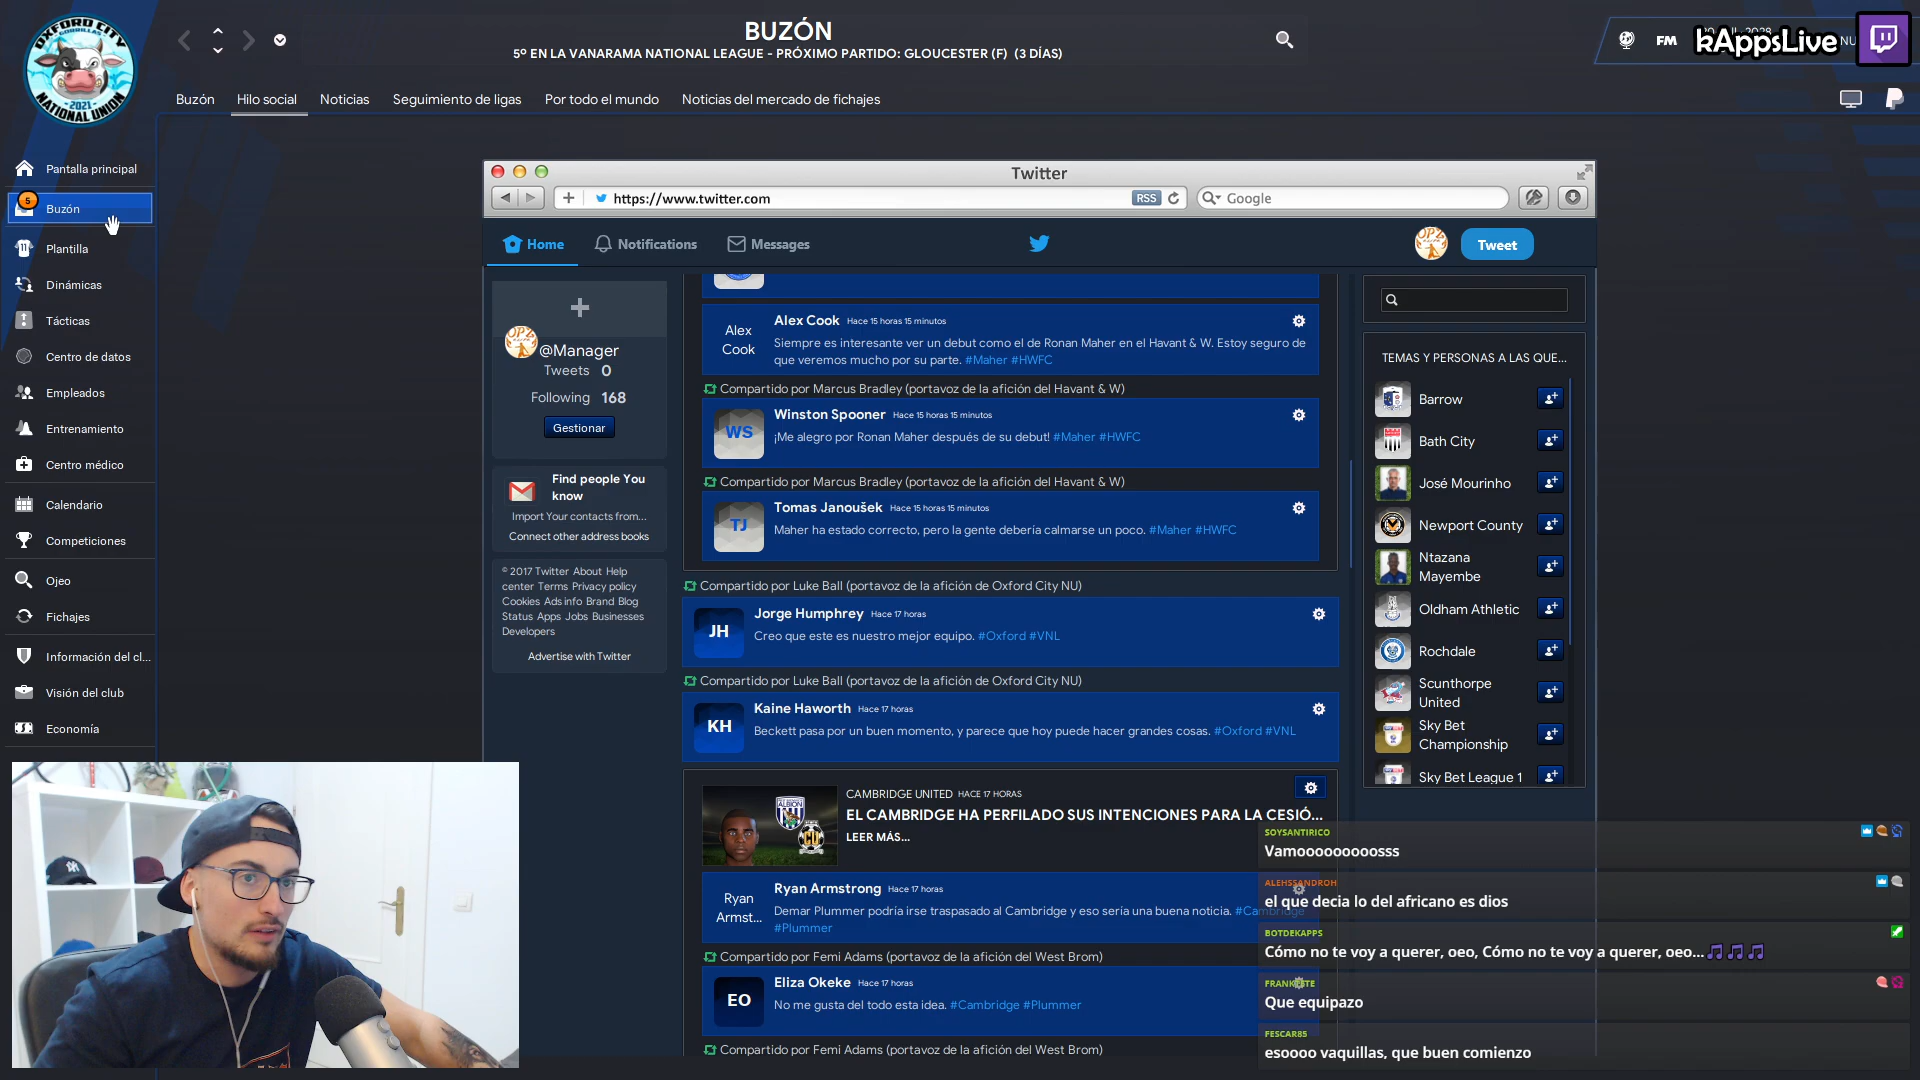 OXFORD CITY
GORRILLAS
- 2021 -
NATIONAL UNION
BUZÓN
5º EN LA VANARAMA NATIONAL LEAGUE - PRÓXIMO PARTIDO: GLOUCESTER (F) (3 DÍAS)
FM
kAppsLive
Buzón
Hilo social
Noticias
Seguimiento de ligas
Por todo el mundo
Noticias del mercado de fichajes
Pantalla principal
5
Buzón
Plantilla
Dinámicas
Tácticas
Centro de datos
Empleados
Entrenamiento
Centro médico
Calendario
Competiciones
Ojeo
Fichajes
Información del cl...
Visión del club
Economía
Twitter
https://www.twitter.com
RSS
Google
Home
Notifications
Messages
Tweet
@Manager
Tweets 0
Following 168
Gestionar
Find people You
know
Import Your contacts from...
Connect other address books
© 2017 Twitter About Help
center Terms Privacy policy
Cookies Ads info Brand Blog
Status Apps Jobs Businesses
Developers
Advertise with Twitter
Alex
Cook
Alex Cook Hace 15 horas 15 minutos
Siempre es interesante ver un debut como el de Ronan Maher en el Havant & W. Estoy seguro de
que veremos mucho por su parte. #Maher #HWFC
Compartido por Marcus Bradley (portavoz de la afición del Havant & W)
WS
Winston Spooner Hace 15 horas 15 minutos
¡Me alegro por Ronan Maher después de su debut! #Maher #HWFC
Compartido por Marcus Bradley (portavoz de la afición del Havant & W)
TJ
Tomas Janoušek Hace 15 horas 15 minutos
Maher ha estado correcto, pero la gente debería calmarse un poco. #Maher #HWFC
Compartido por Luke Ball (portavoz de la afición de Oxford City NU)
JH
Jorge Humphrey Hace 17 horas
Creo que este es nuestro mejor equipo. #Oxford #VNL
Compartido por Luke Ball (portavoz de la afición de Oxford City NU)
KH
Kaine Haworth Hace 17 horas
Beckett pasa por un buen momento, y parece que hoy puede hacer grandes cosas. #Oxford #VNL
CAMBRIDGE UNITED HACE 17 HORAS
EL CAMBRIDGE HA PERFILADO SUS INTENCIONES PARA LA CESIÓ...
LEER MÁS...
ALBION
CU
Ryan
Armst...
Ryan Armstrong Hace 17 horas
Demar Plummer podría irse traspasado al Cambridge y eso sería una buena noticia. #Cambridge
#Plummer
Compartido por Femi Adams (portavoz de la afición del West Brom)
EO
Eliza Okeke Hace 17 horas
No me gusta del todo esta idea. #Cambridge #Plummer
Compartido por Femi Adams (portavoz de la afición del West Brom)
TEMAS Y PERSONAS A LAS QUE...
Barrow
Bath City
José Mourinho
Newport County
Ntazana
Mayembe
Oldham Athletic
Rochdale
Scunthorpe
United
Sky Bet
Championship
Sky Bet League 1
SOYSANTIRICO
Vamooooooooosss
ALEHSSANDROH
el que decia lo del africano es dios
BOTDEKAPPS
Cómo no te voy a querer, oeo, Cómo no te voy a querer, oeo...
Que equipazo
FESCAR85
esoooo vaquillas, que buen comienzo